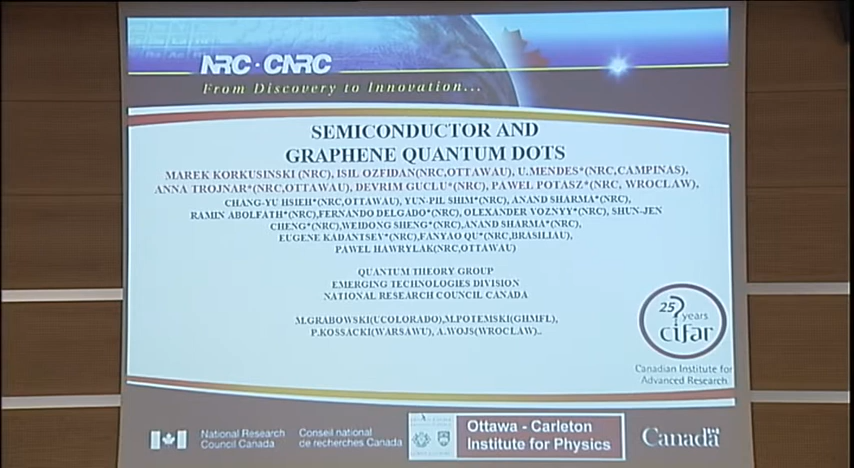 NRC·CNRC
From Discovery to Innovation...
SEMICONDUCTOR AND
GRAPHENE QUANTUM DOTS
MAREK KORKUSINSKI (NRC), ISIL OZFIDAN(NRC,OTTAWAU), U.MENDES*(NRC,CAMPINAS),
ANNA TROJNAR*(NRC,OTTAWAU), DEVRIM GUCLU*(NRC), PAWEL POTASZ*(NRC, WROCLAW),
CHANG-YU HSIEH*(NRC,OTTAWAU), YUN-PIL SHIM*(NRC), ANAND SHARMA*(NRC),
RAMIN ABOLFATH*(NRC),FERNANDO DELGADO*(NRC), OLEXANDER VOZNYY*(NRC), SHUN-JEN
CHENG*(NRC),WEIDONG SHENG*(NRC),ANAND SHARMA*(NRC),
EUGENE KADANTSEV*(NRC),FANYAO QU*(NRC,BRASILIAU),
PAWEL HAWRYLAK(NRC,OTTAWAU)
QUANTUM THEORY GROUP
EMERGING TECHNOLOGIES DIVISION
NATIONAL RESEARCH COUNCIL CANADA
M.GRABOWSKI(UCOLORADO),M.POTEMSKI(GHMFL),
P.KOSSACKI(WARSAWU), A.WOJS(WROCLAW)..
25 years
cifar
Canadian Institute for
Advanced Research
National Research
Council Canada
Conseil national
de recherches Canada
Ottawa - Carleton
Institute for Physics
Canada